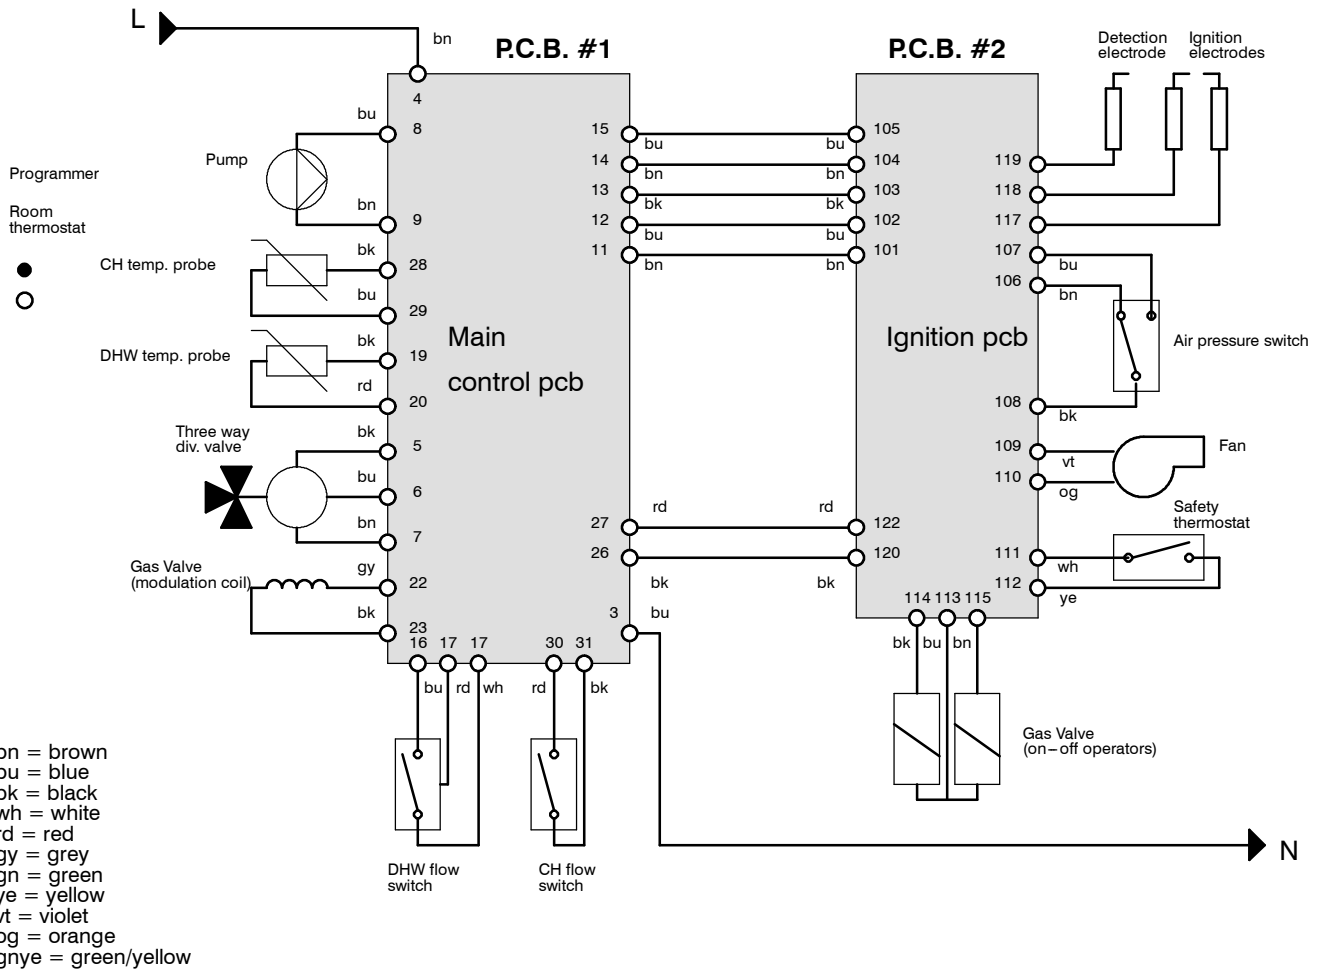 L
bn
P.C.B. #1
P.C.B. #2
Detection
electrode
Ignition
electrodes
4
bu
8
15
bu
bu
105
Pump
14
bn
bn
104
119
Programmer
13
bk
bk
103
118
Room
thermostat
bn
9
12
bu
bu
102
117
bk
11
bn
bn
101
107
bu
CH temp. probe
28
106
bn
bu
29
Main
control pcb
Ignition pcb
Air pressure switch
DHW temp. probe
bk
19
rd
20
108
bk
Three way
div. valve
bk
5
109
vt
Fan
bu
6
110
og
bn
7
27
rd
rd
122
Safety
thermostat
Gas Valve
(modulation coil)
gy
22
26
bk
bk
120
111
wh
112
ye
bk
23
3
bu
114 113 115
16 17 17
30 31
bk bu bn
bu rd wh
rd
bk
Gas Valve
(on-off operators)
DHW flow
switch
CH flow
switch
N
bn = brown
bu = blue
bk = black
wh = white
rd = red
gy = grey
gn = green
ye = yellow
vt = violet
og = orange
gnye = green/yellow